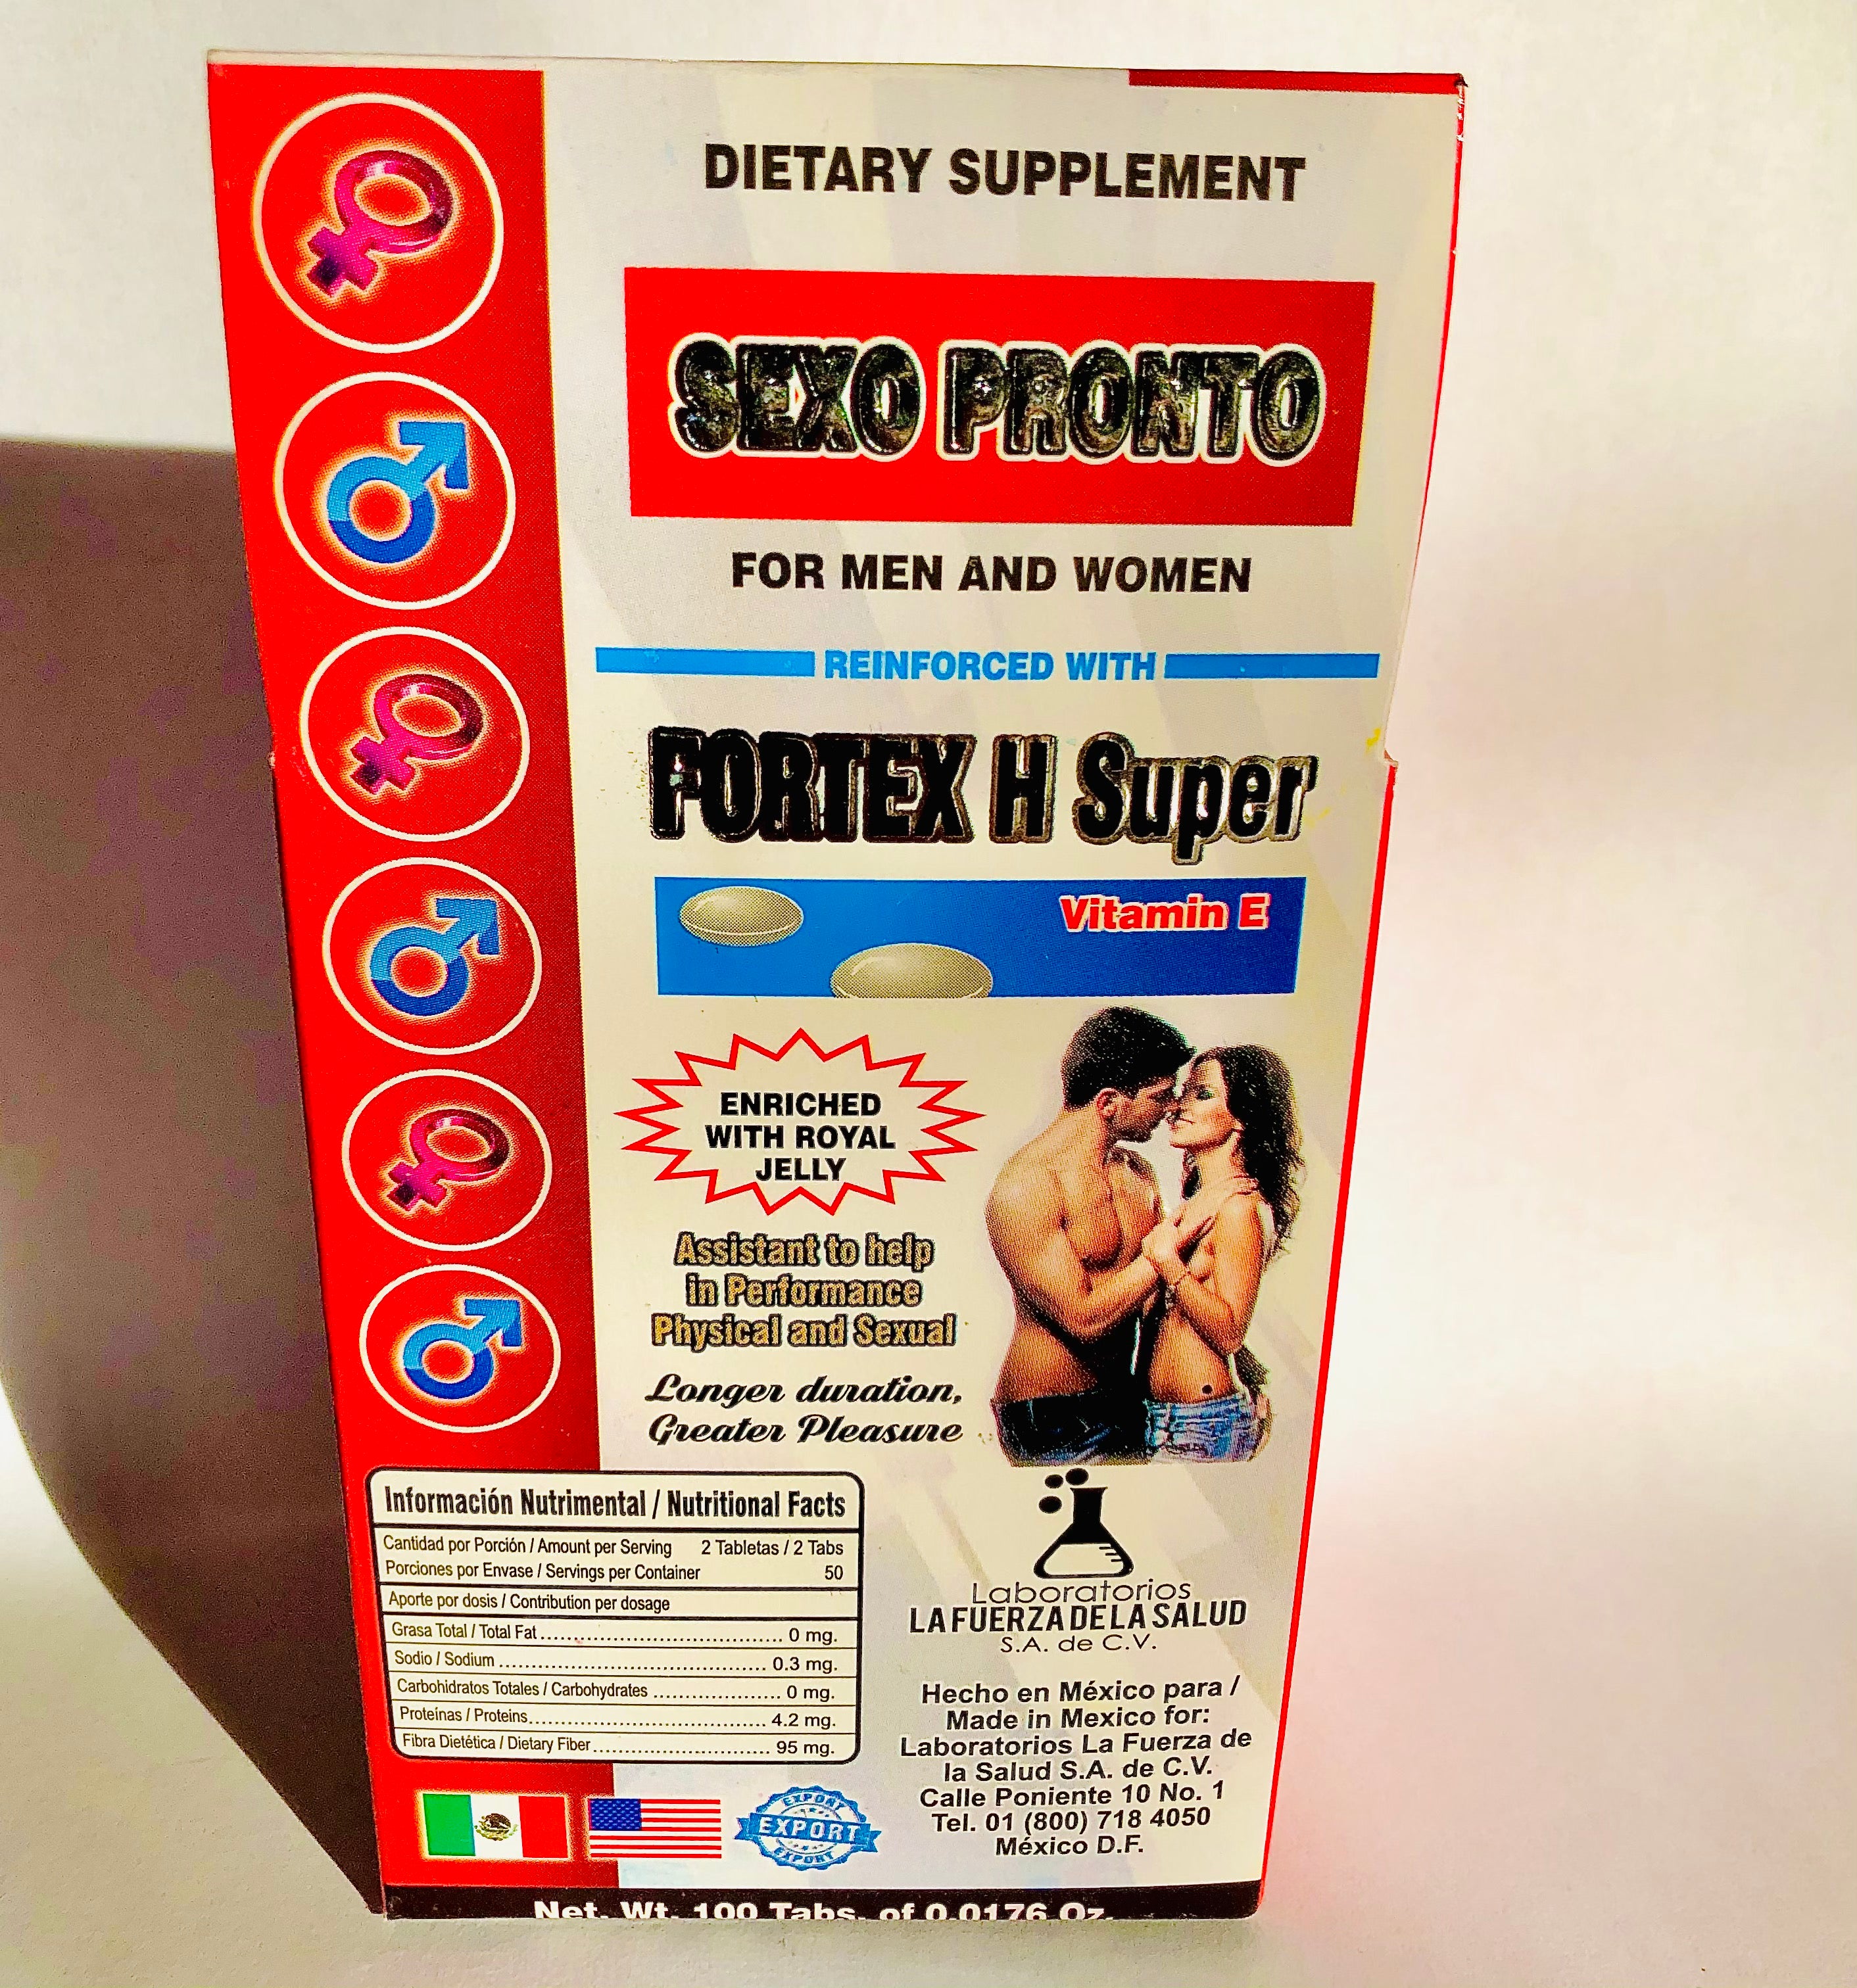 DIETARY SUPPLEMENT
SEXO PRONTO
FOR MEN AND WOMEN
REINFORCED WITH
FORTEX H Super
Vitamin E
ENRICHED
WITH ROYAL
JELLY
Assistant to help
in Performance
Physical and Sexual
Longer duration,
Greater Pleasure
Información Nutrimental / Nutritional Facts
Cantidad por Porción / Amount per Serving 2 Tabletas / 2 Tabs
Porciones por Envase / Servings per Container 50
Aporte por dosis / Contribution per dosage
Grasa Total / Total Fat 0 mg.
Sodio / Sodium 0.3 mg.
Carbohidratos Totales / Carbohydrates 0 mg.
Proteínas / Proteins 4.2 mg.
Fibra Dietética / Dietary Fiber 95 mg.
Laboratorios
LA FUERZA DE LA SALUD
S.A. de C.V.
Hecho en México para /
Made in Mexico for:
Laboratorios La Fuerza de
la Salud S.A. de C.V.
Calle Poniente 10 No. 1
Tel. 01 (800) 718 4050
México D.F.
EXPORT
EXPORT
EXPORT
Net. Wt. 100 Tabs. of 0.0176 Oz.